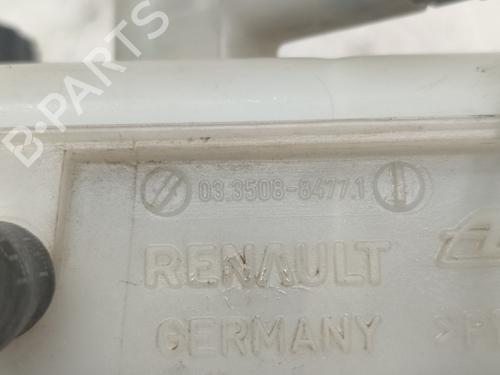 B-PARTS
03.3508-8477.1
RENAULT
GERMANY